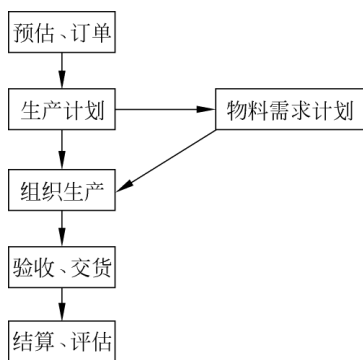 预估、订单
生产计划
物料需求计划
组织生产
验收、交货
结算、评估